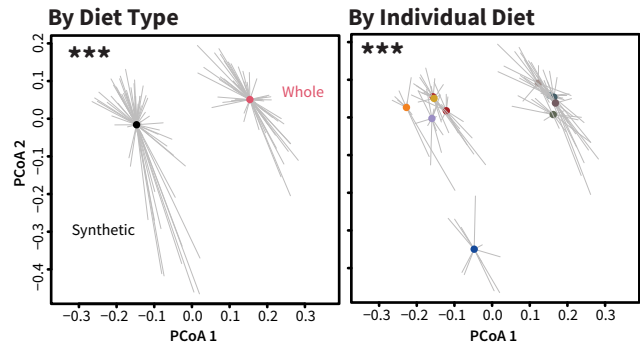 By Diet Type
By Individual Diet
***
***
Whole
Synthetic
PCoA 2
0.2
0.1
0.0
−0.1
−0.2
−0.3
−0.4
−0.3 −0.2 −0.1 0.0 0.1 0.2 0.3
−0.3 −0.2 −0.1 0.0 0.1 0.2 0.3
PCoA 1
PCoA 1